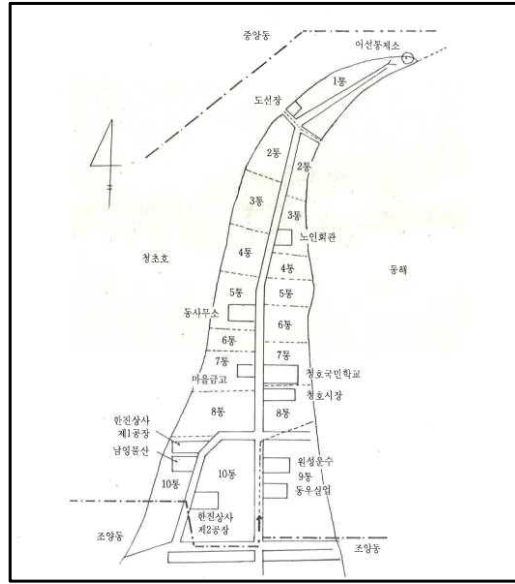 중앙동
어선통제소
1통
도선장
2통
2통
3통
3통
노인회관
4통
청초호
동해
4통
5통
5통
동사무소
6통
6통
7통
7통
마을금고
청호국민학교
청호시장
8통
8통
한진상사
제1공장
남영물산
10통
원성운수
10통
9통
동우실업
한진상사
제2공장
조양동
조양동